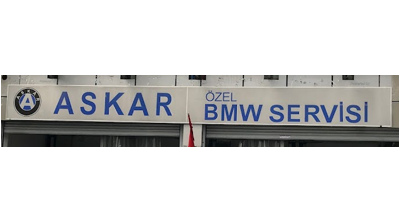 A ASKAR
ÖZEL
BMW SERVİSİ